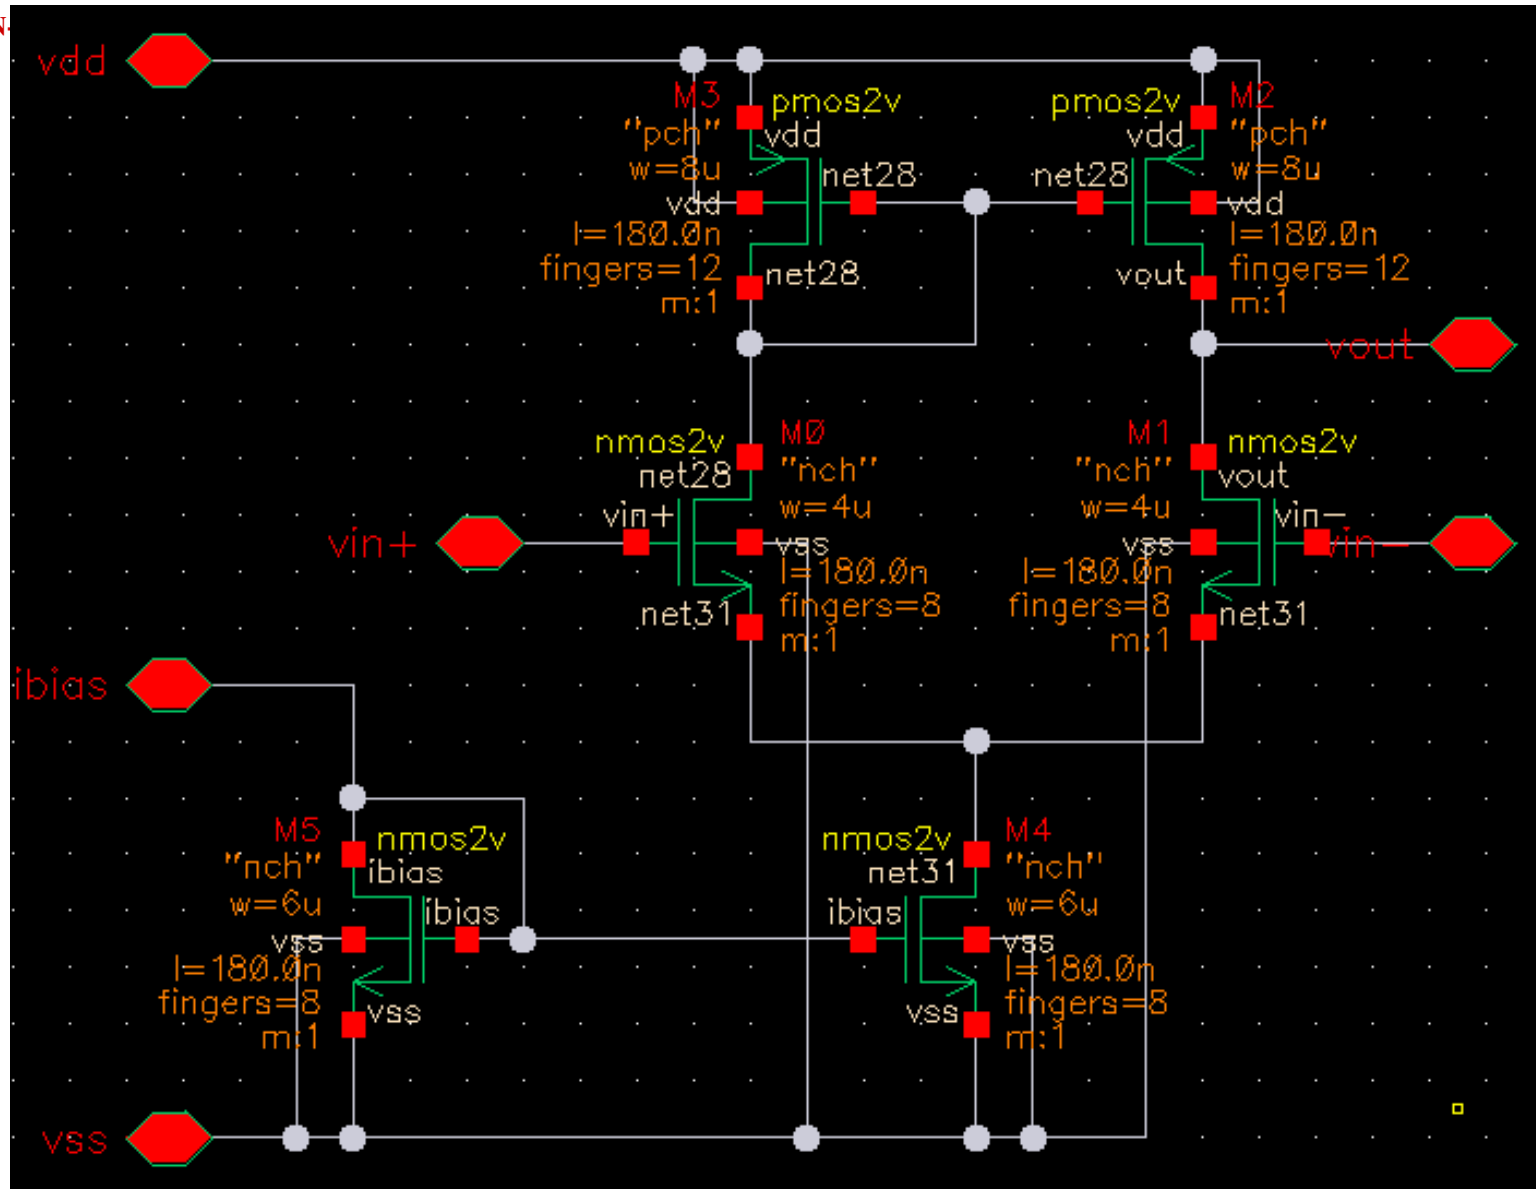 N-
vdd
M3
pmos2v
pmos2v
M2
"pch"
vdd
vdd
"pch"
w=8u
net28
net28
w=8u
vdd
vdd
l=180.0n
l=180.0n
fingers=12
net28
vout
fingers=12
m:1
m:1
vout
nmos2v
M0
M1
nmos2v
net28
"nch"
"nch"
vout
vin+
w=4u
w=4u
vin-
vin+
vss
vss
vin-
l=180.0n
l=180.0n
net31
fingers=8
fingers=8
net31
m:1
m:1
ibias
M5
nmos2v
nmos2v
M4
"nch"
ibias
net31
"nch"
w=6u
ibias
ibias
w=6u
vss
vss
l=180.0n
l=180.0n
fingers=8
vss
vss
fingers=8
m:1
m:1
vss